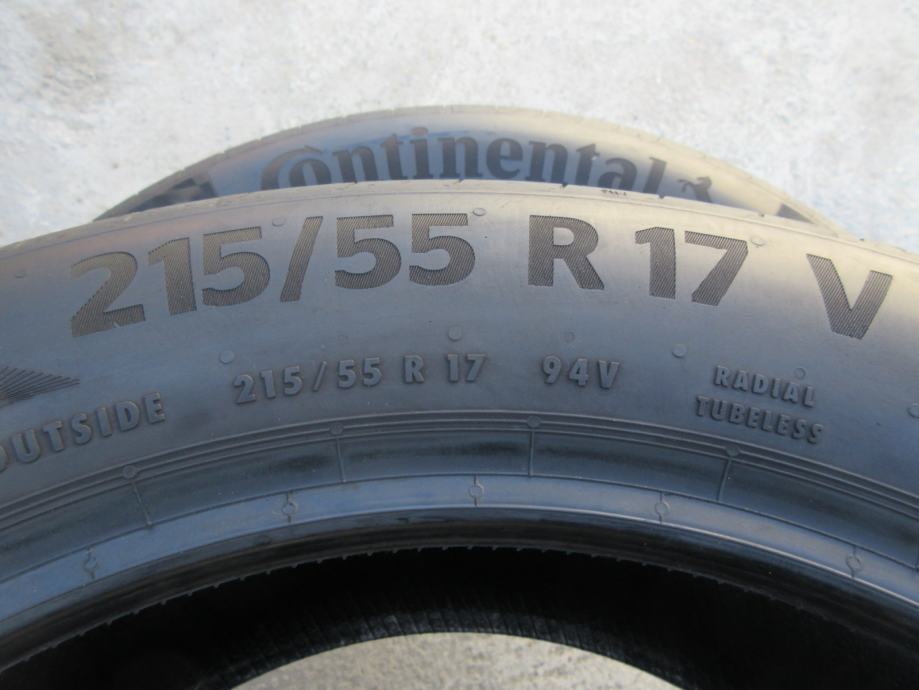 Continental
215/55 R 17 V
OUTSIDE
215/55 R 17 94V
RADIAL
TUBELESS